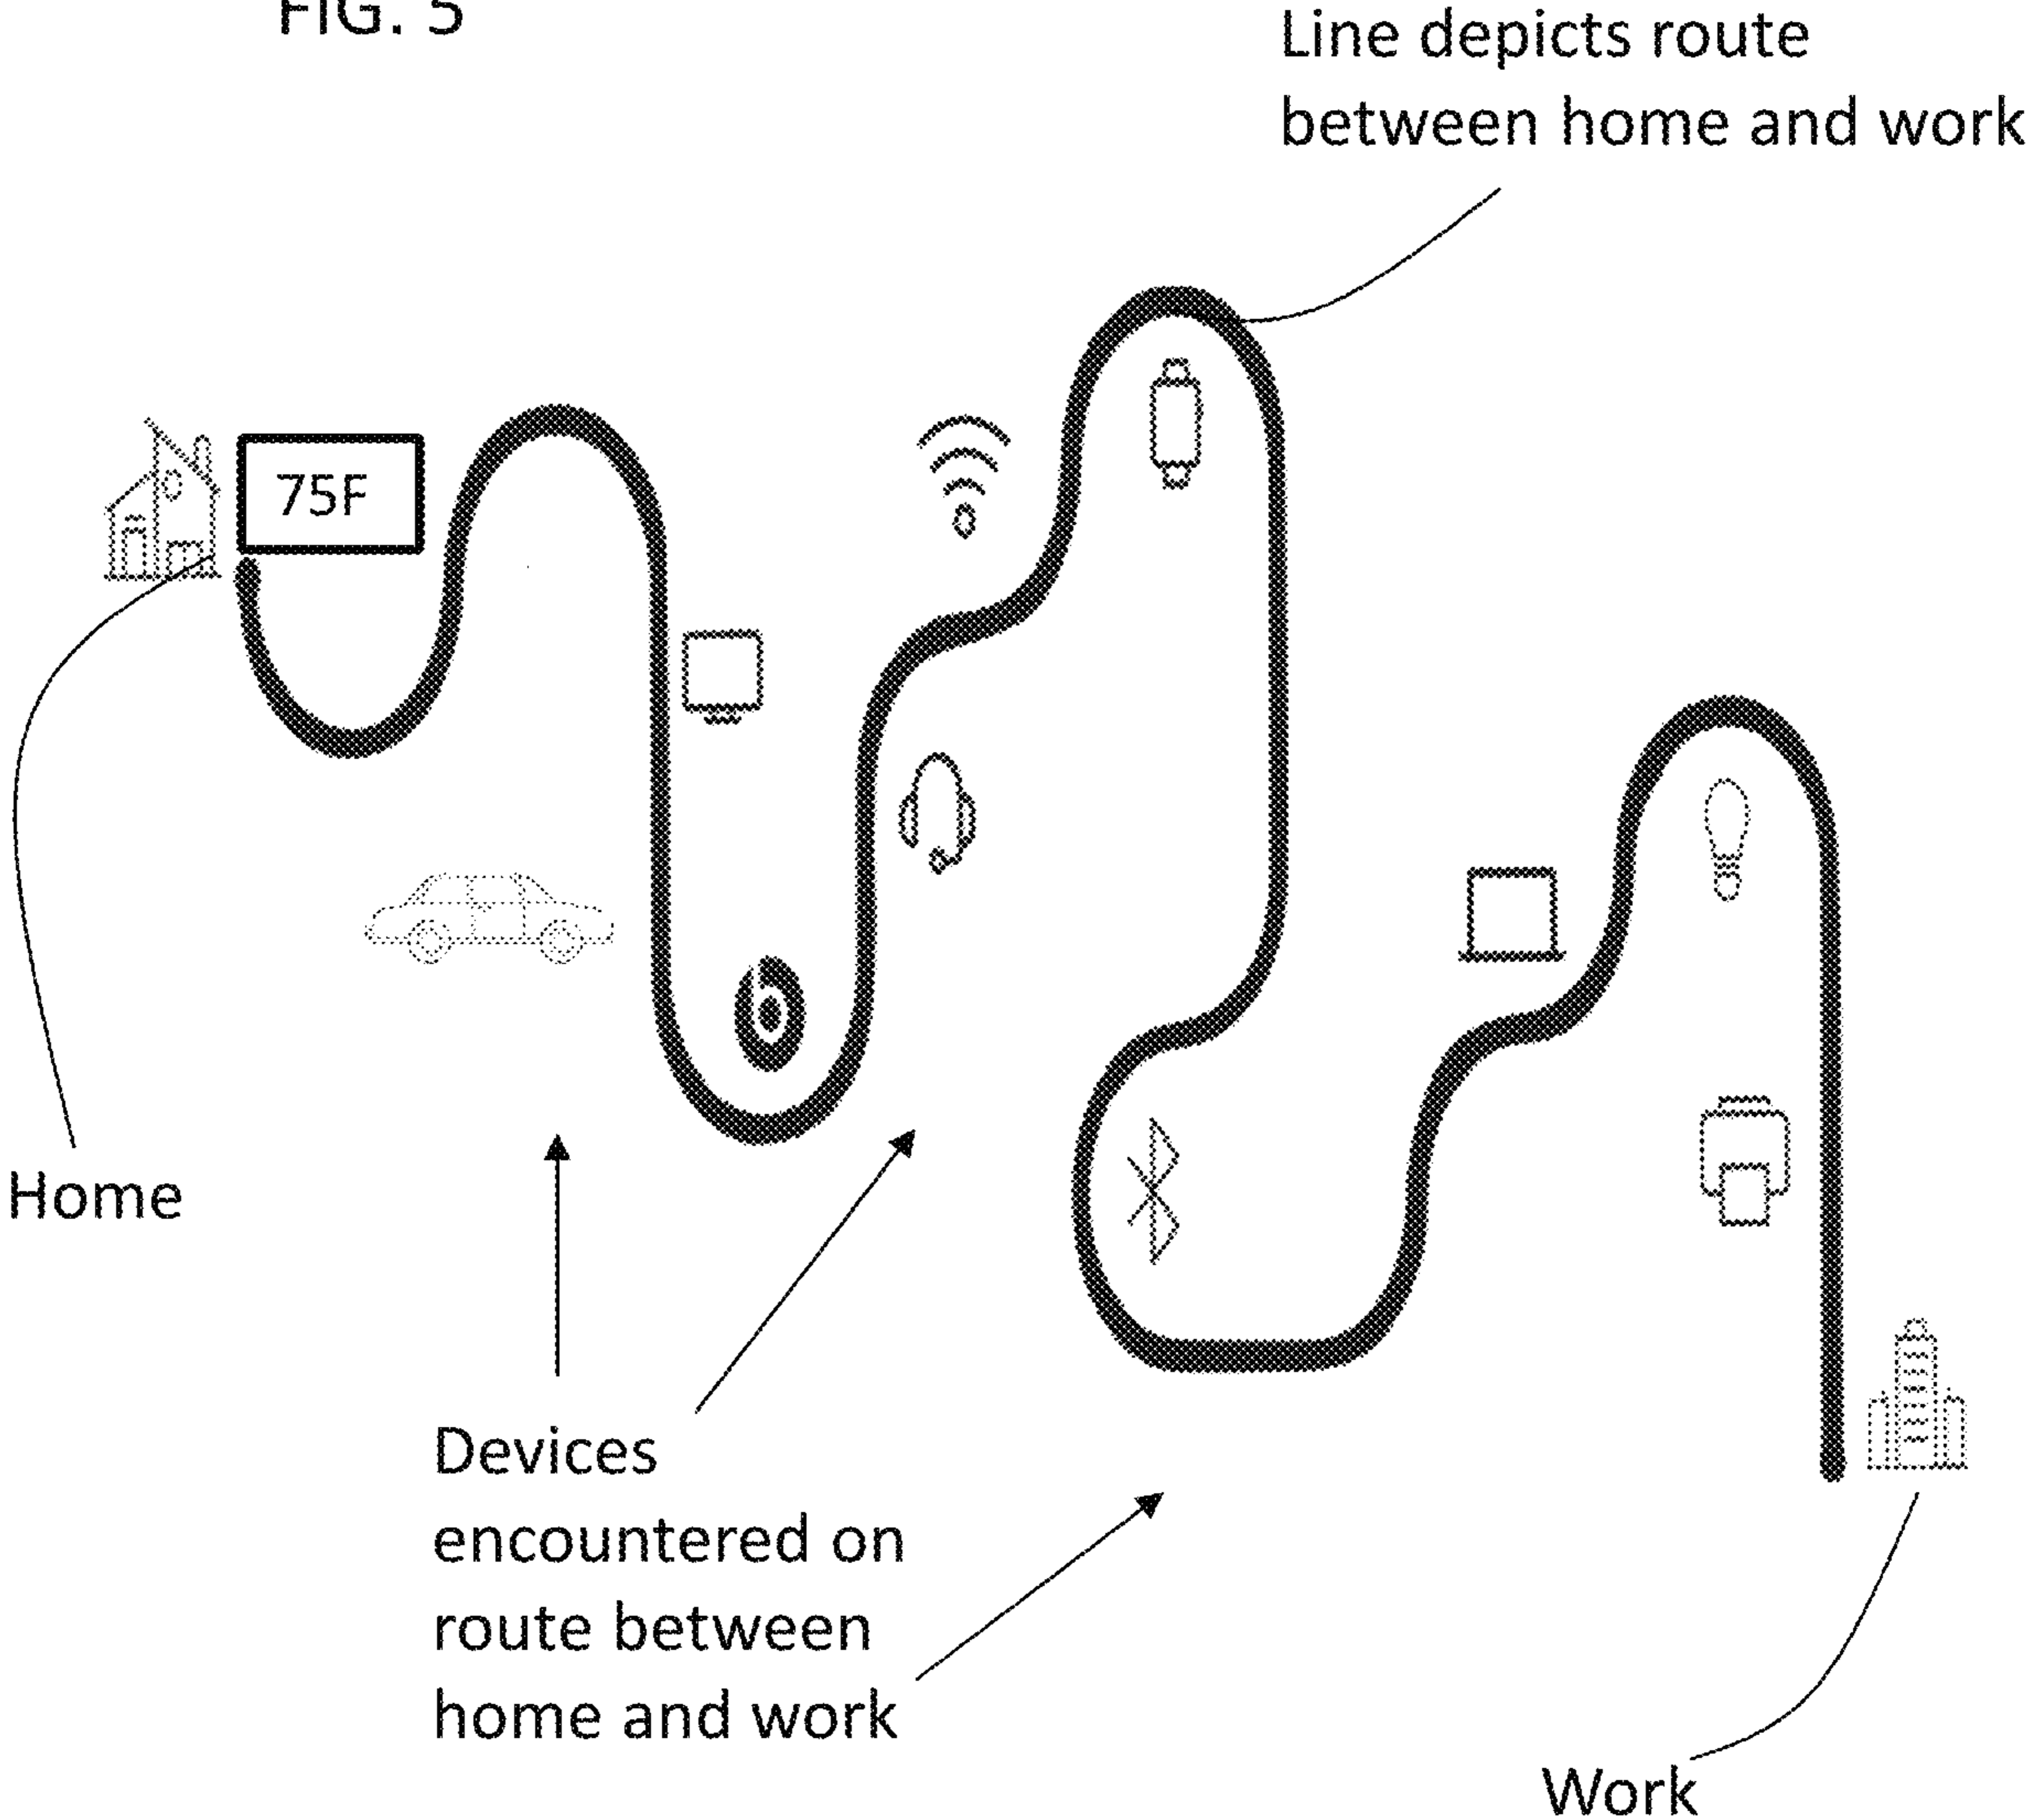 FIG. 5
Line depicts route
between home and work
75F
Home
Devices
encountered on
route between
home and work
Work